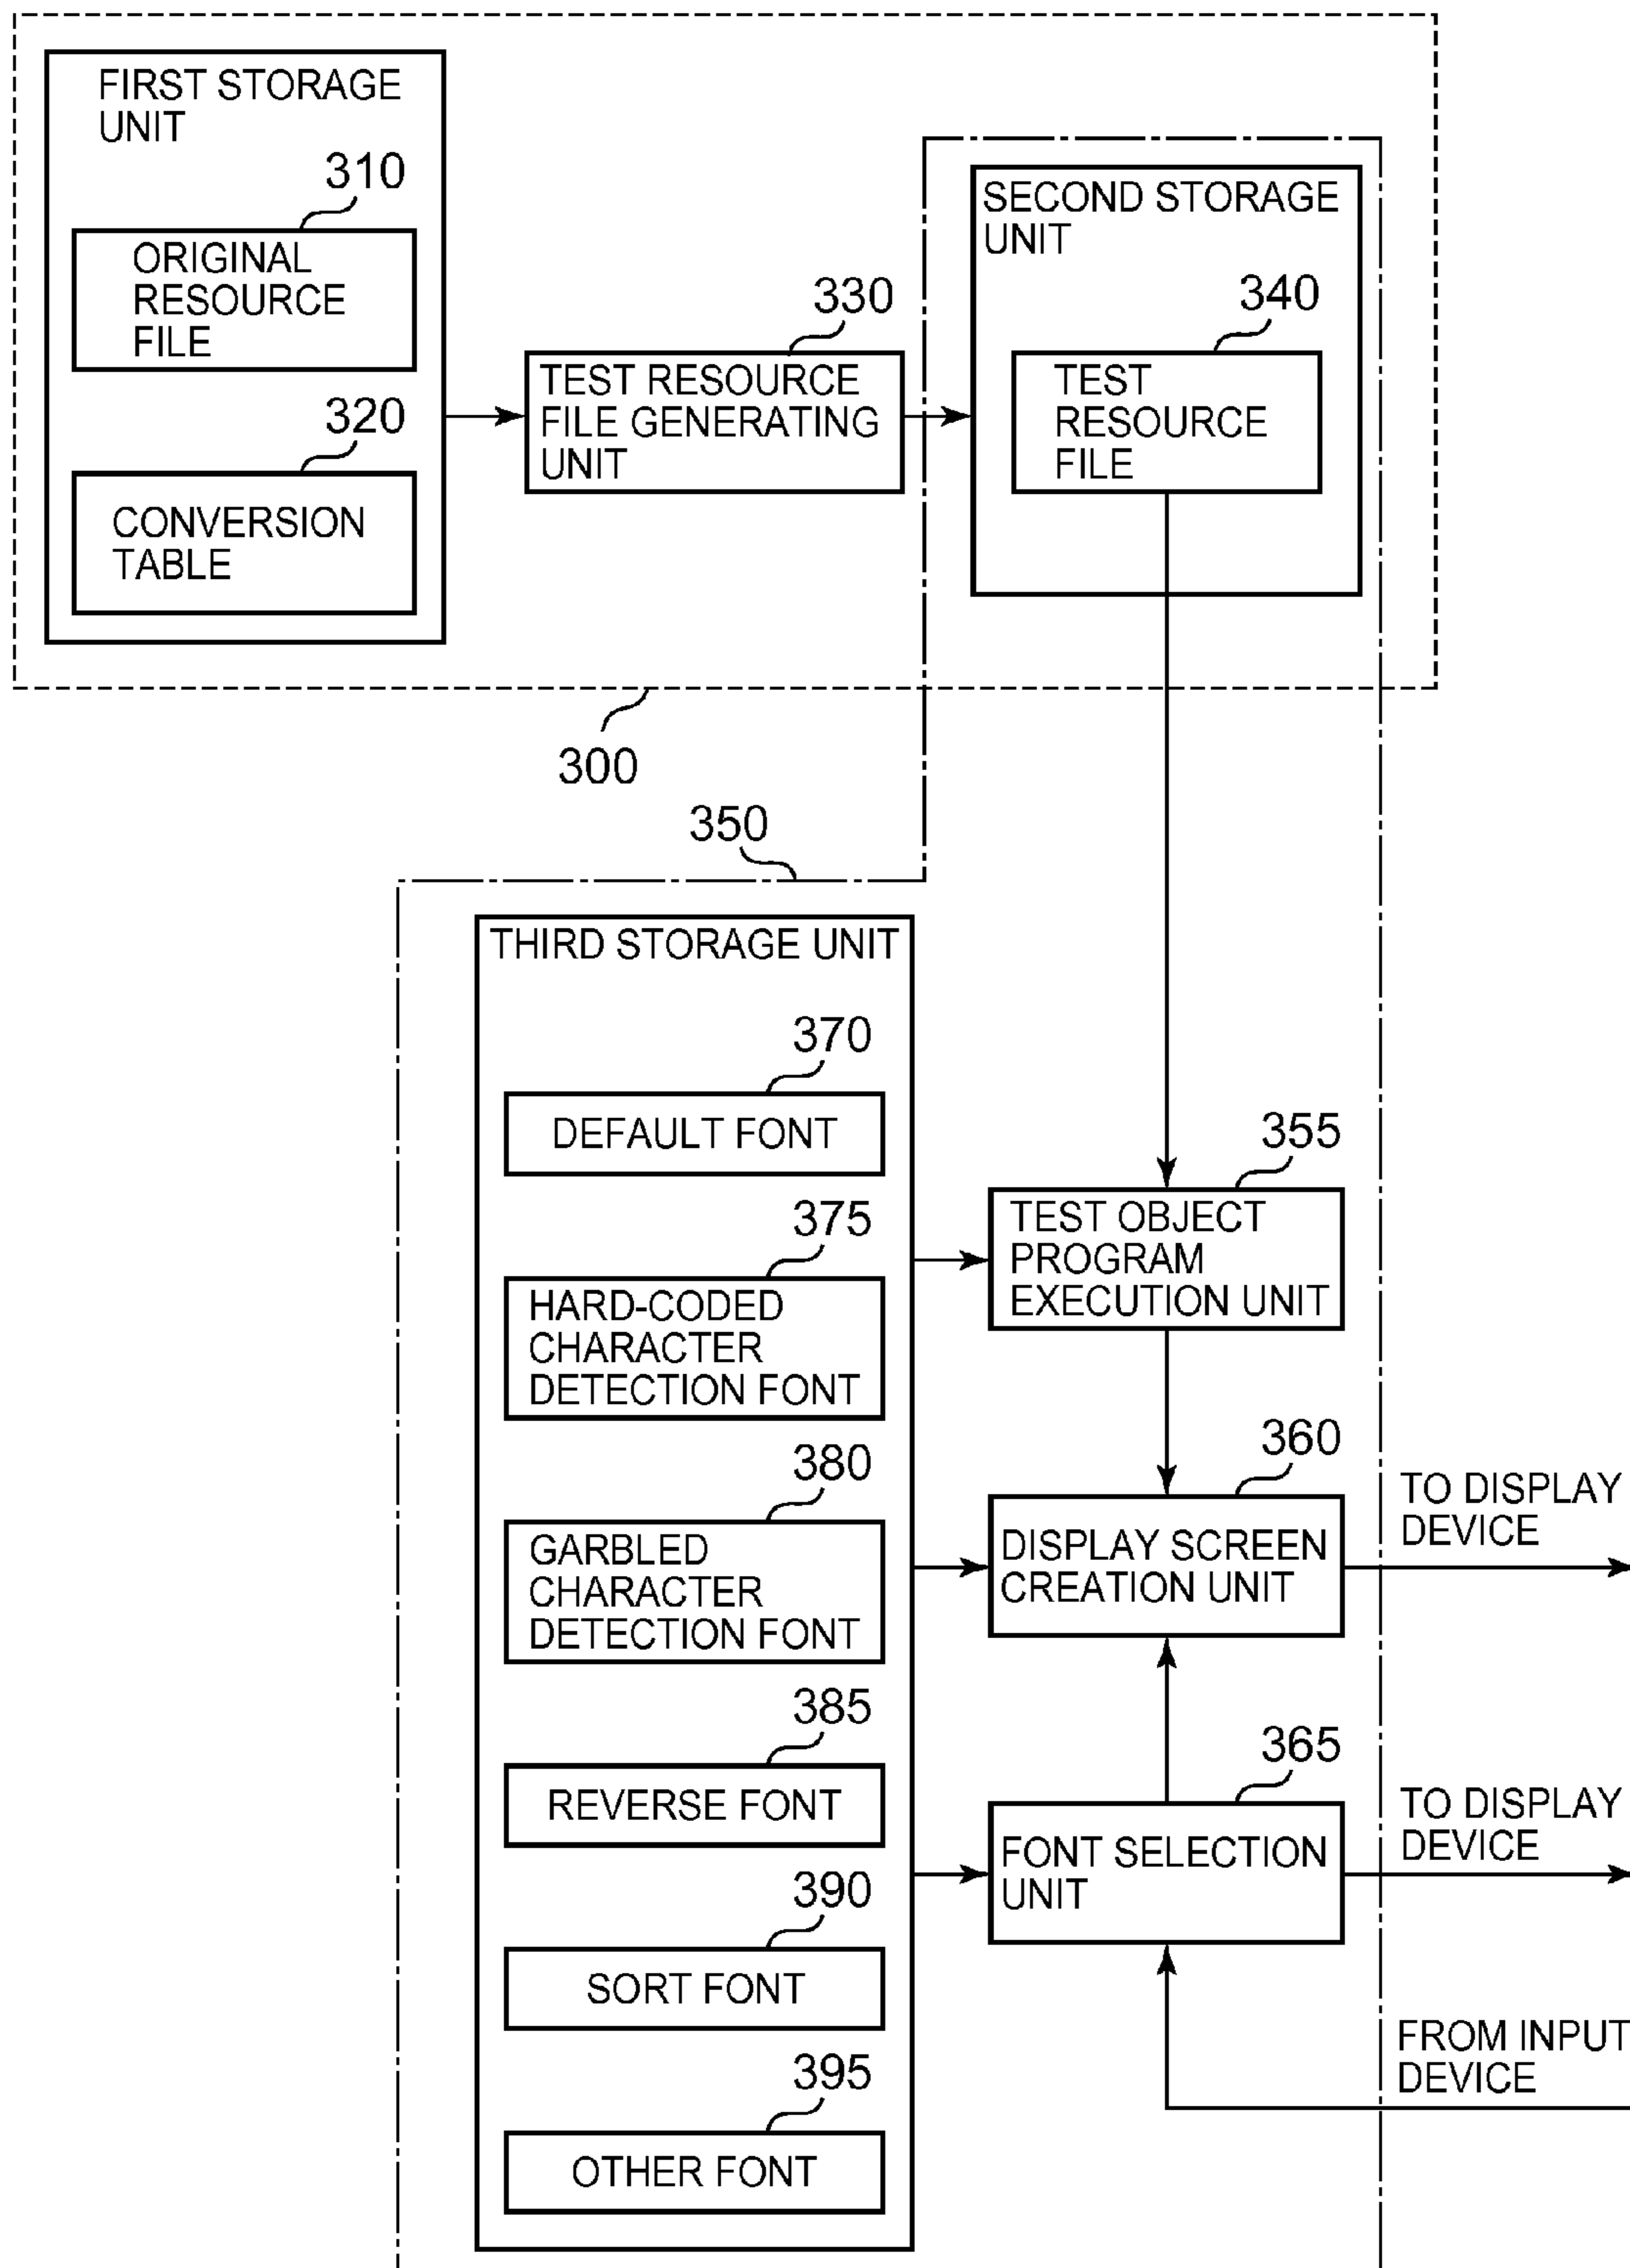 FIRST STORAGE
UNIT
310
ORIGINAL
RESOURCE
FILE
320
CONVERSION
TABLE
330
TEST RESOURCE
FILE GENERATING
UNIT
SECOND STORAGE
UNIT
340
TEST
RESOURCE
FILE
300
350
THIRD STORAGE UNIT
370
DEFAULT FONT
375
HARD-CODED
CHARACTER
DETECTION FONT
380
GARBLED
CHARACTER
DETECTION FONT
385
REVERSE FONT
390
SORT FONT
395
OTHER FONT
355
TEST OBJECT
PROGRAM
EXECUTION UNIT
360
DISPLAY SCREEN
CREATION UNIT
TO DISPLAY
DEVICE
365
FONT SELECTION
UNIT
TO DISPLAY
DEVICE
FROM INPUT
DEVICE